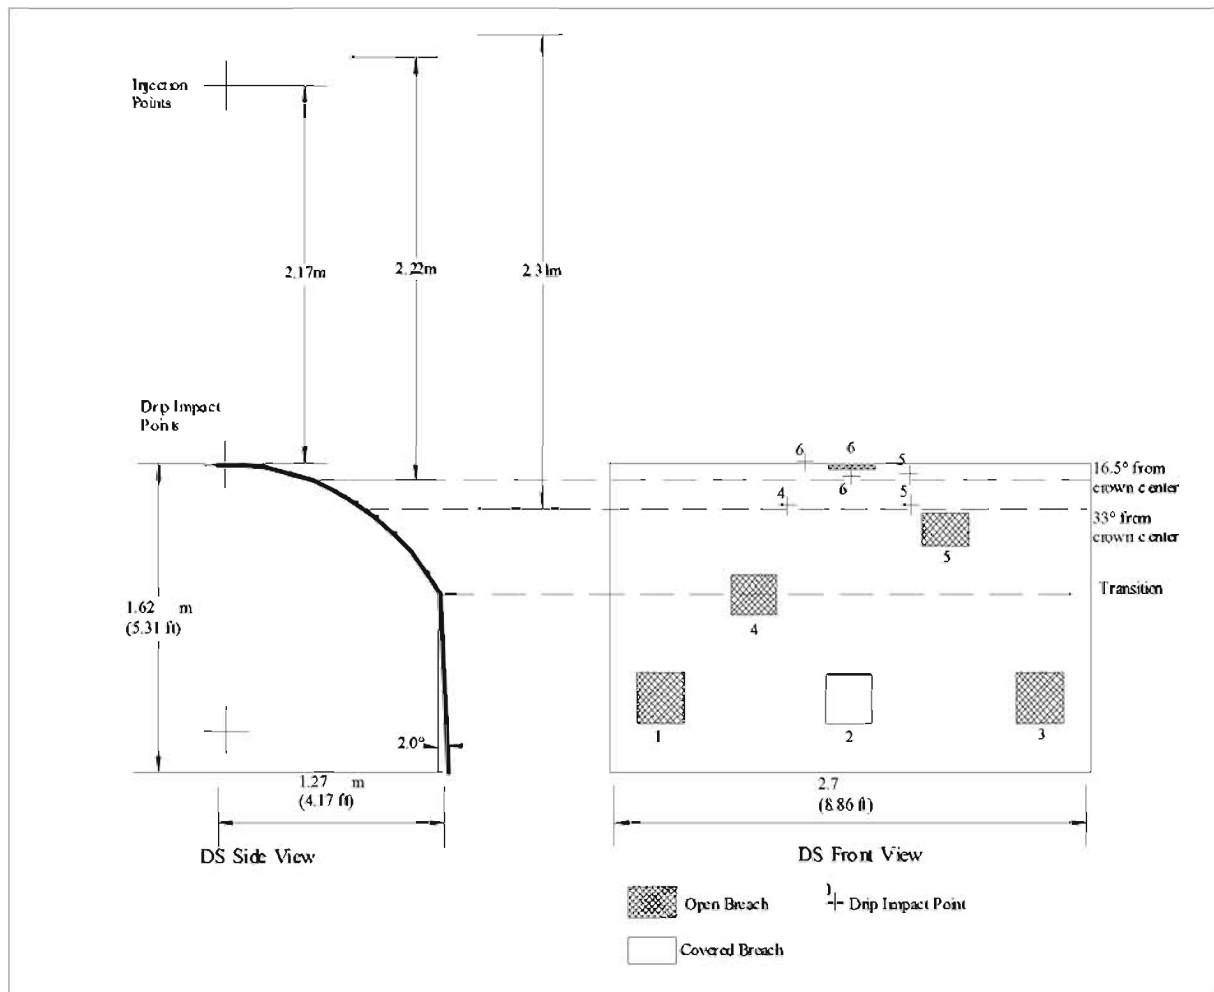 Injection
Points
2.17m
2.22m
2.31m
Drip Impact
Points
6
6
5
6
4
5
16.5° from
crown center
33° from
crown center
5
Transition
1.62 m
(5.31 ft)
4
2.0°
1
2
3
1.27 m
(4.17 ft)
2.7
(8.86 ft)
DS Side View
DS Front View
Open Breach
Drip Impact Point
Covered Breach